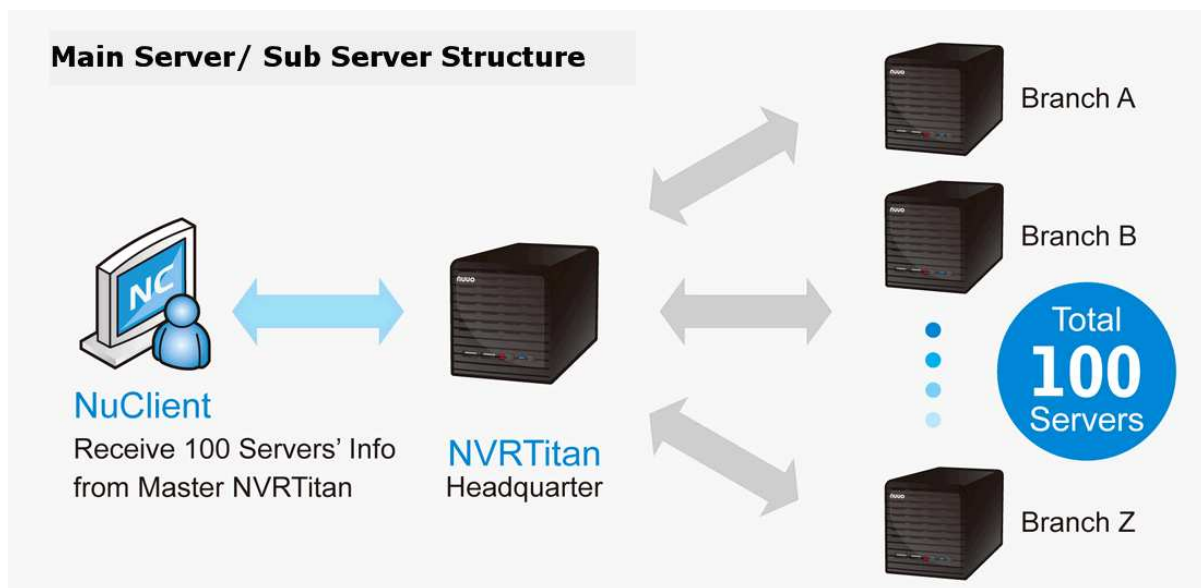 Main Server/ Sub Server Structure
nuuo
Branch A
nuuo
Branch B
NC
nuuo
Total
100
Servers
NuClient
Receive 100 Servers' Info
from Master NVRTitan
NVRTitan
Headquarter
nuuo
Branch Z